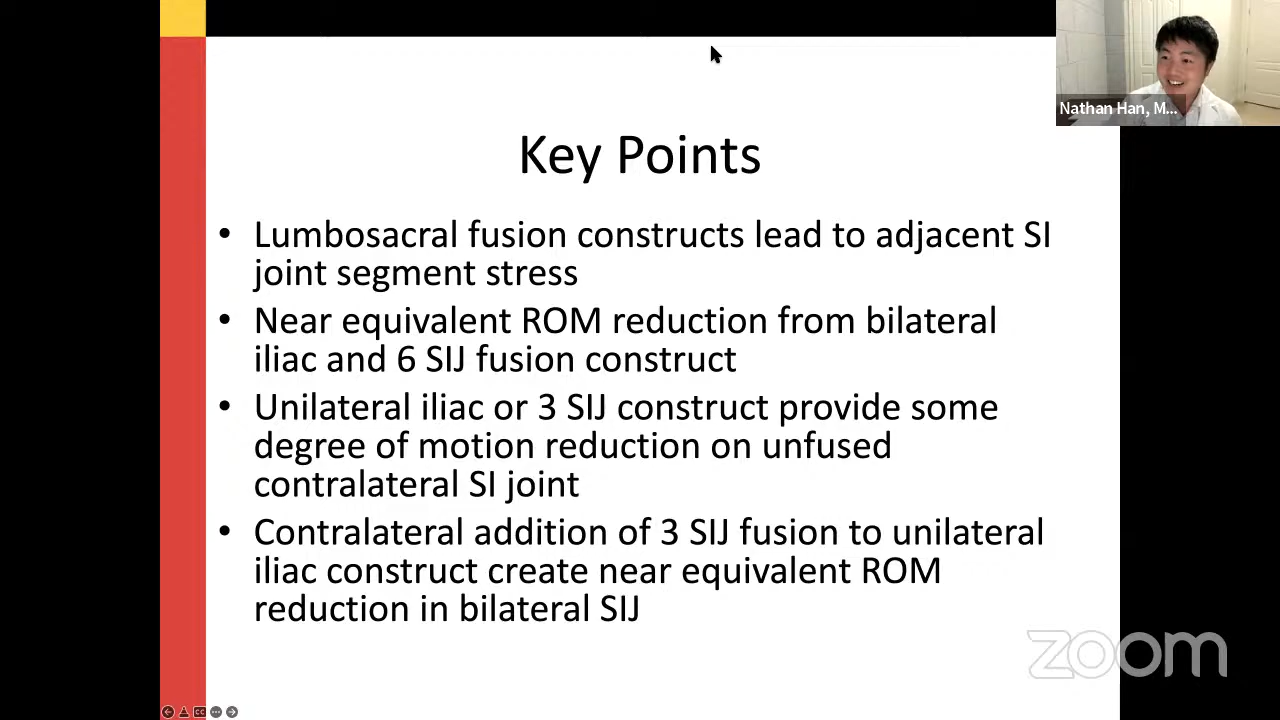 Nathan Han, M...
Key Points
• Lumbosacral fusion constructs lead to adjacent SI
joint segment stress
• Near equivalent ROM reduction from bilateral
iliac and 6 SIJ fusion construct
• Unilateral iliac or 3 SIJ construct provide some
degree of motion reduction on unfused
contralateral SI joint
• Contralateral addition of 3 SIJ fusion to unilateral
iliac construct create near equivalent ROM
reduction in bilateral SIJ
zoom
CC